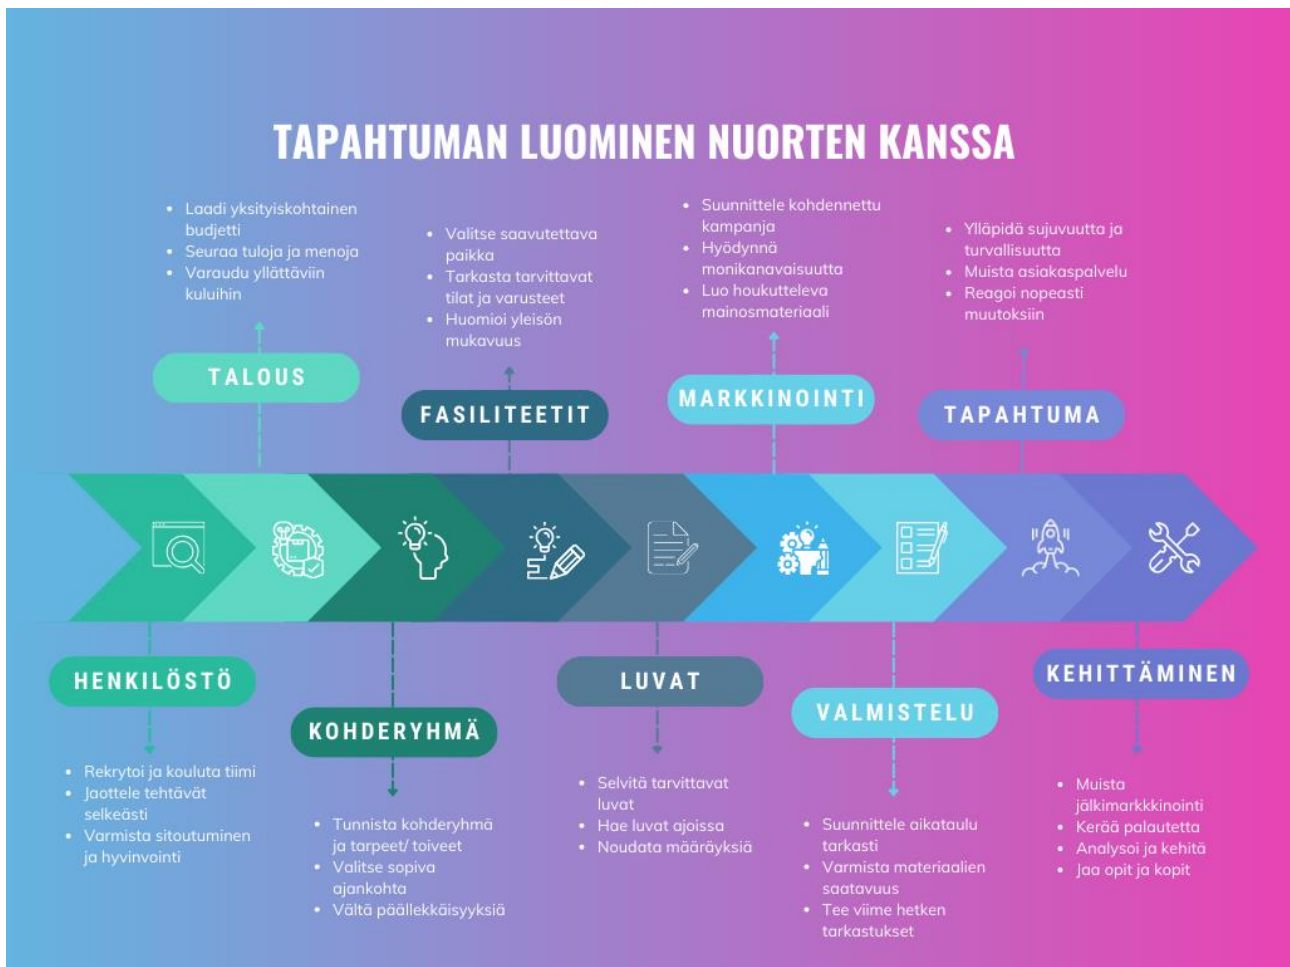 TAPAHTUMAN LUOMINEN NUORTEN KANSSA
• Laadi yksityiskohtainen
budjetti
• Seuraa tuloja ja menoja
• Varaudu yllättäviin
kuluihin
TALOUS
• Valitse saavutettava
paikka
• Tarkasta tarvittavat
tilat ja varusteet
• Huomioi yleisön
mukavuus
FASILITEETIT
• Suunnittele kohdennettu
kampanja
• Hyödynnä
monikanavaisuutta
• Luo houkutteleva
mainosmateriaali
MARKKINOINTI
• Ylläpidä sujuvuutta ja
turvallisuutta
• Muista asiakaspalvelu
• Reagoi nopeasti
muutoksiin
TAPAHTUMA
HENKILÖSTÖ
• Rekrytoi ja kouluta tiimi
• Jaottele tehtävät
selkeästi
• Varmista sitoutuminen
ja hyvinvointi
KOHDERYHMÄ
• Tunnista kohderyhmä
ja tarpeet/ toiveet
• Valitse sopiva
ajankohta
• Vältä päällekkäisyyksiä
LUVAT
• Selvitä tarvittavat
luvat
• Hae luvat ajoissa
• Noudata määräyksiä
VALMISTELU
• Suunnittele aikataulu
tarkasti
• Varmista materiaalien
saatavuus
• Tee viime hetken
tarkastukset
KEHITTÄMINEN
• Muista
jälkimarkkkinointi
• Kerää palautetta
• Analysoi ja kehitä
• Jaa opit ja kopit